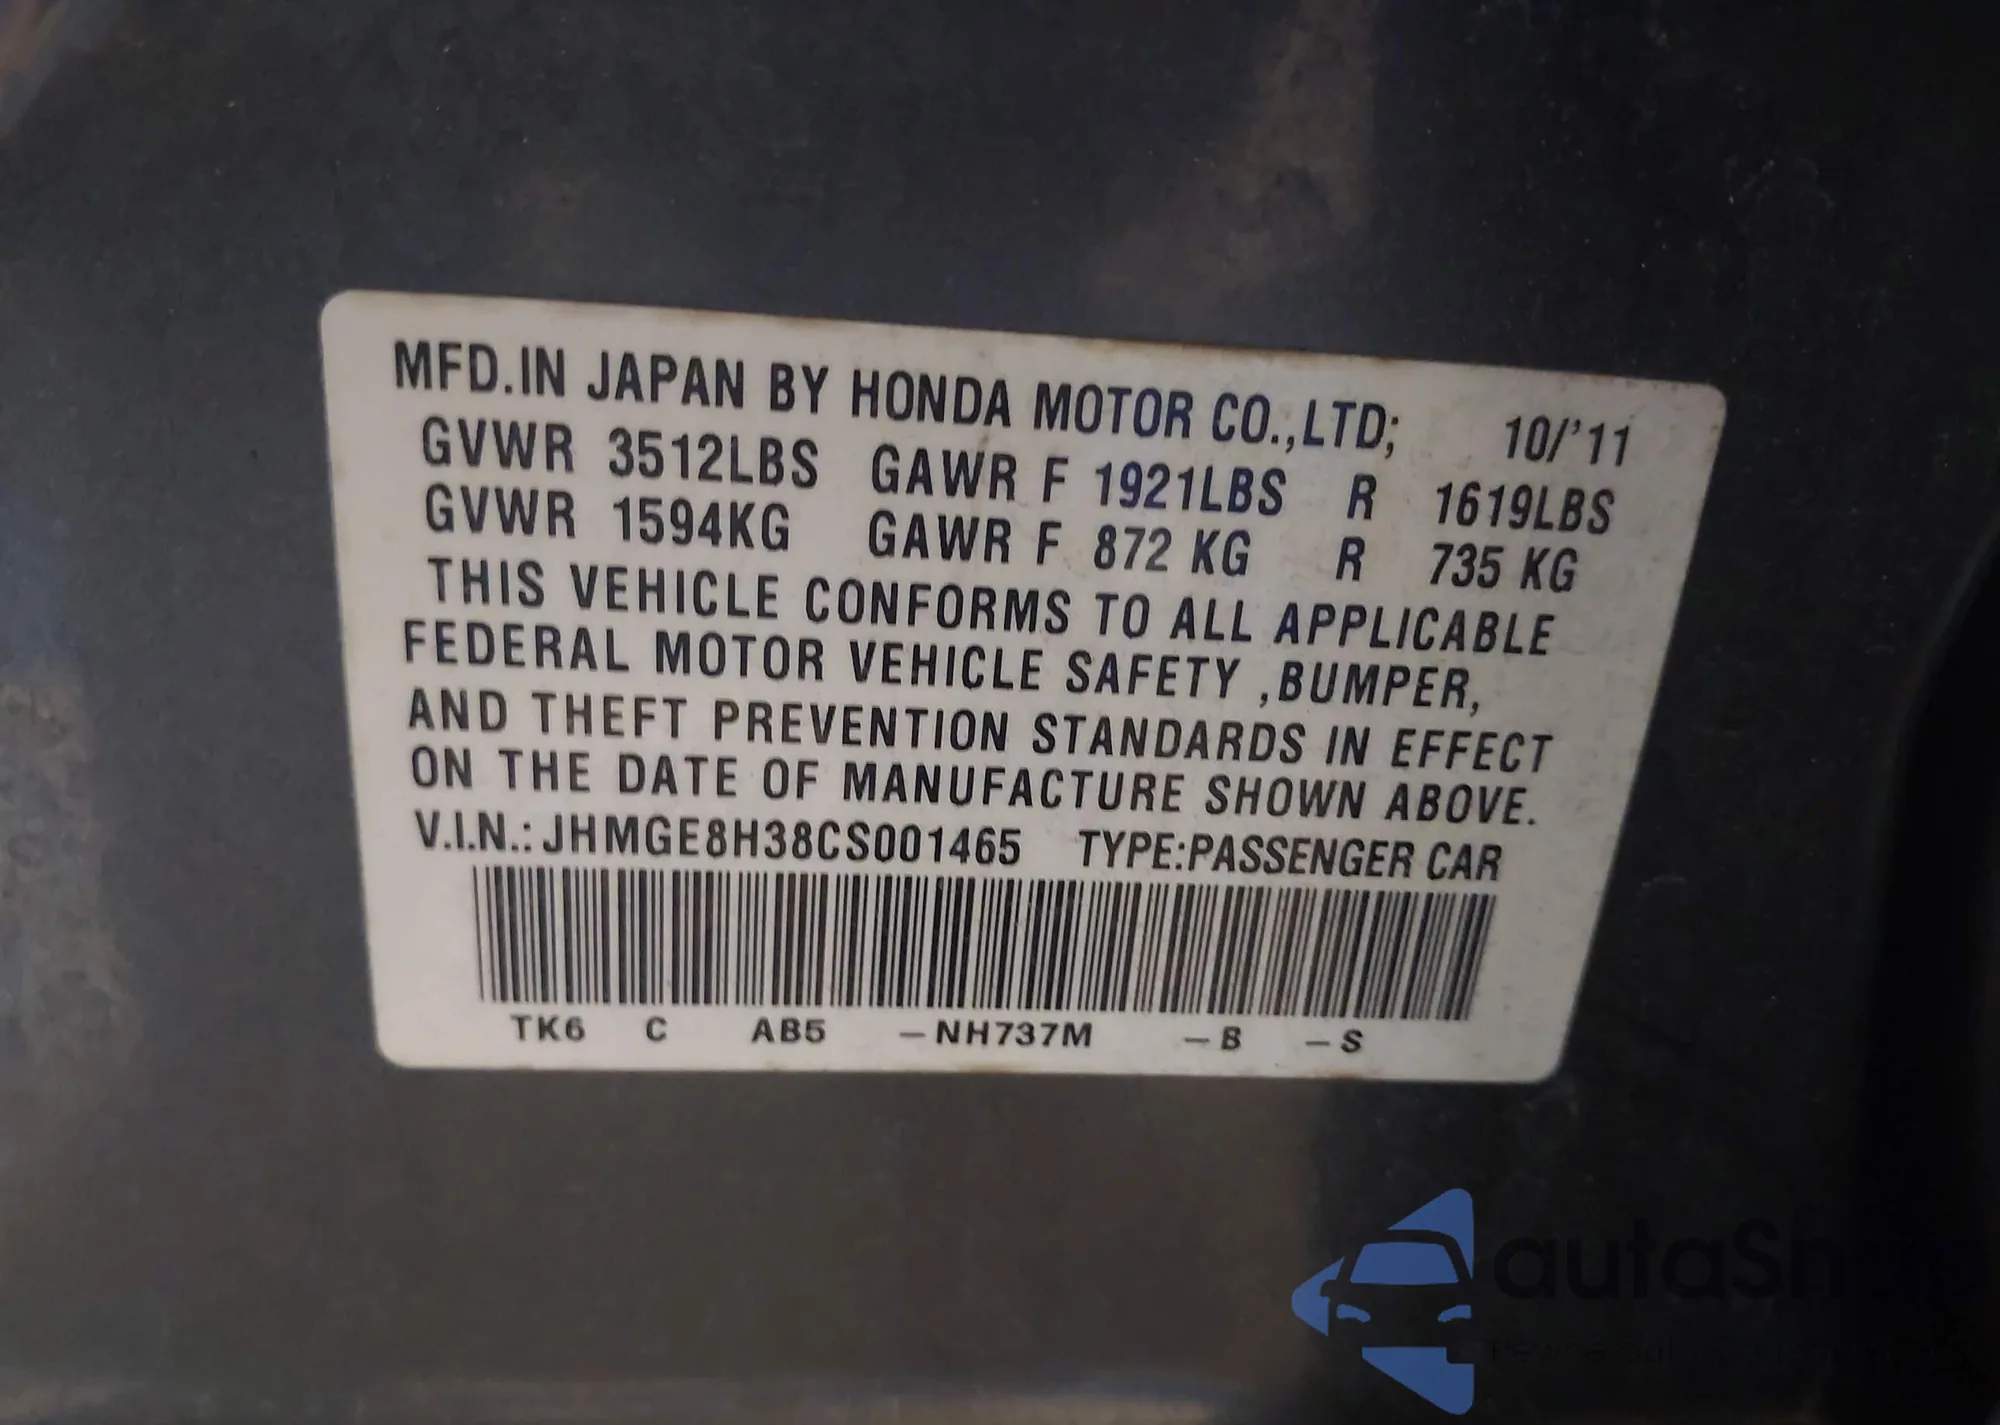 MFD.IN JAPAN BY HONDA MOTOR CO.,LTD; 10/'11
GVWR 3512LBS GAWR F 1921LBS R 1619LBS
GVWR 1594KG GAWR F 872 KG R 735 KG
THIS VEHICLE CONFORMS TO ALL APPLICABLE
FEDERAL MOTOR VEHICLE SAFETY ,BUMPER,
AND THEFT PREVENTION STANDARDS IN EFFECT
ON THE DATE OF MANUFACTURE SHOWN ABOVE.
V.I.N.: JHMGE8H38CS001465 TYPE:PASSENGER CAR
TK6 C AB5 –NH737M –B –S